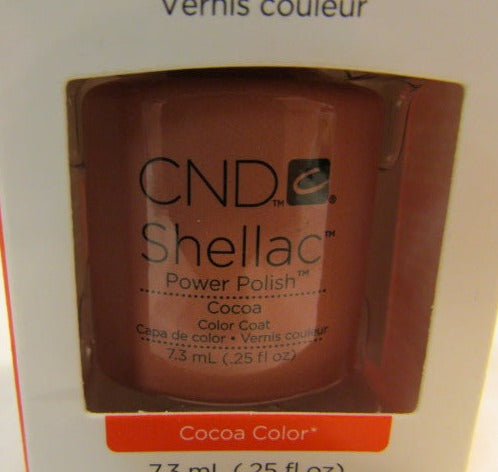 Vernis couleur
CND™ ®
Shellac™
Power Polish™
Cocoa
Color Coat
Capa de color • Vernis couleur
7.3 mL (.25 fl oz)
Cocoa Color*
7.3 mL (.25 fl oz)